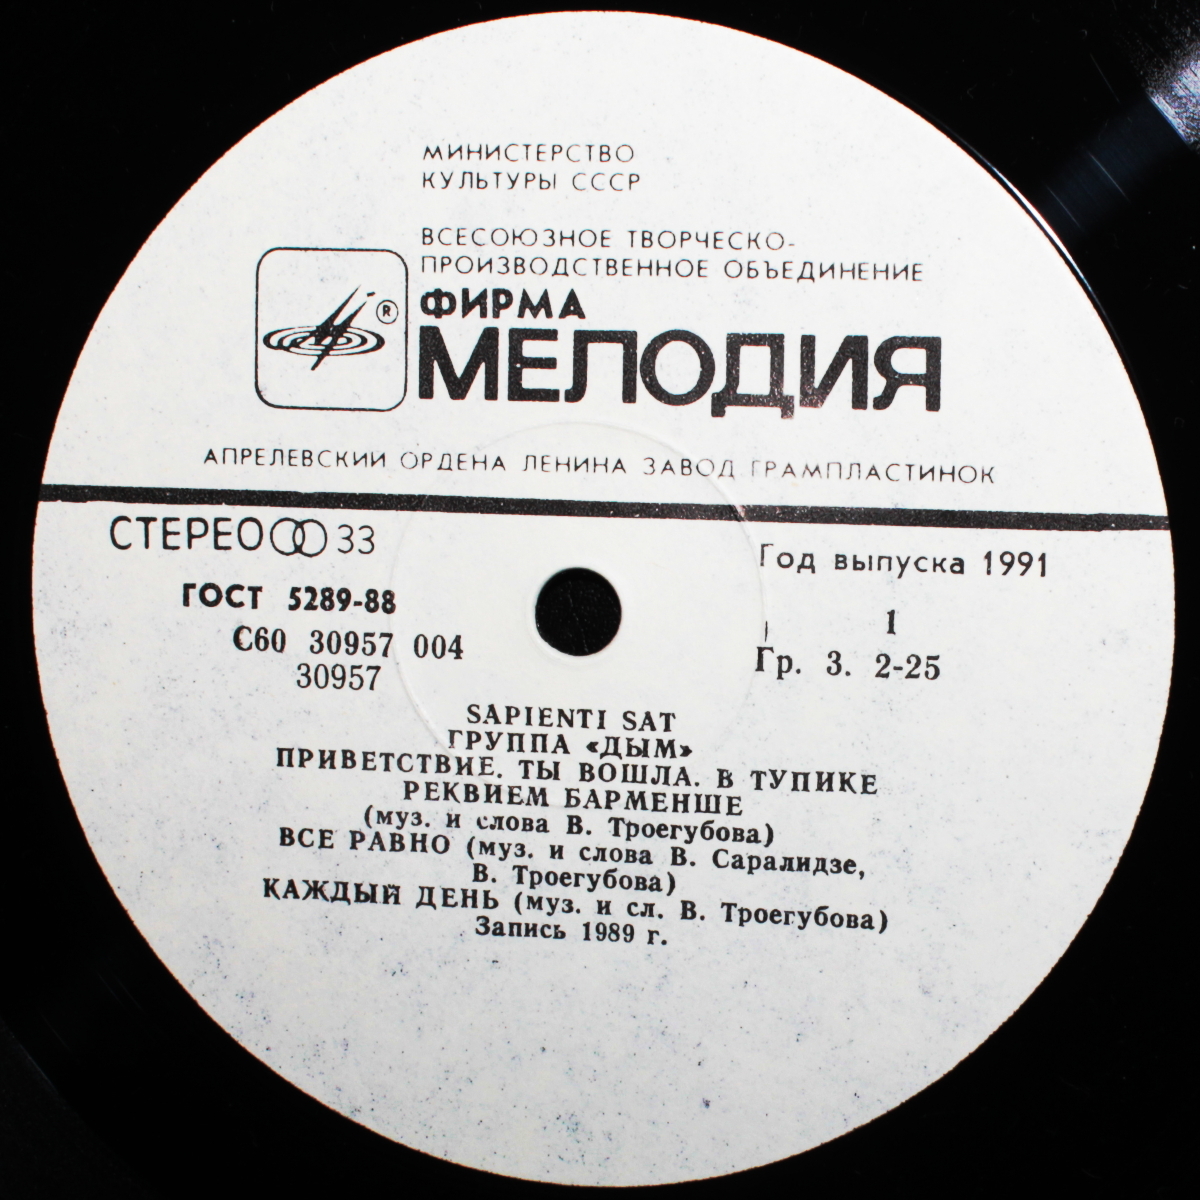 МИНИСТЕРСТВО
КУЛЬТУРЫ СССР
ВСЕСОЮЗНОЕ ТВОРЧЕСКО-
ПРОИЗВОДСТВЕННОЕ ОБЪЕДИНЕНИЕ
ФИРМА
®
МЕЛОДИЯ
АПРЕЛЕВСКИЙ ОРДЕНА ЛЕНИНА ЗАВОД ГРАМПЛАСТИНОК
СТЕРЕО 33
Год выпуска 1991
ГОСТ 5289-88
1
С60 30957 004
Гр. 3. 2-25
30957
SAPIENTI SAT
ГРУППА «ДЫМ»
ПРИВЕТСТВИЕ. ТЫ ВОШЛА. В ТУПИКЕ
РЕКВИЕМ БАРМЕНШЕ
(муз. и слова В. Троегубова)
ВСЕ РАВНО (муз. и слова В. Саралидзе,
В. Троегубова)
КАЖДЫЙ ДЕНЬ (муз. и сл. В. Троегубова)
Запись 1989 г.